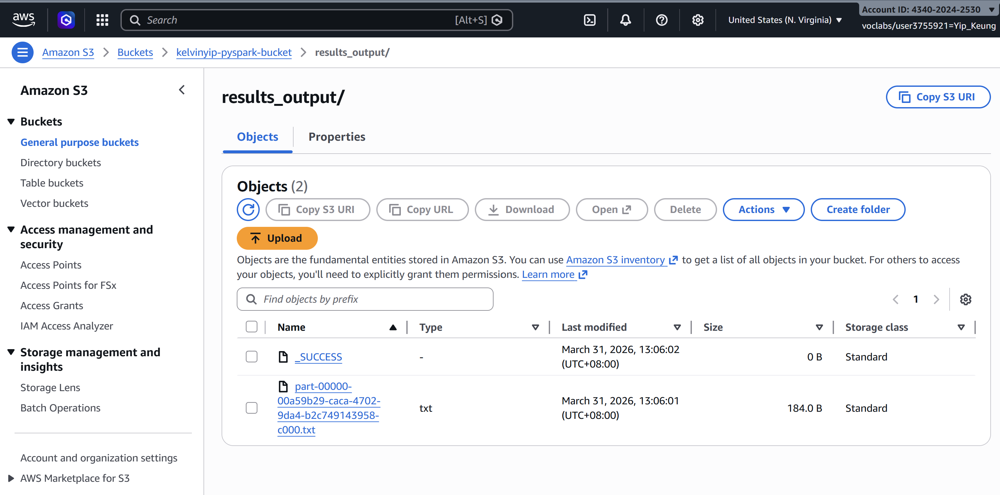 aws
Search
[Alt+S]
United States (N. Virginia)
Account ID: 4340-2024-2530
voclabs/user3755921=Yip_Keung
Amazon S3
Buckets
kelvinyip-pyspark-bucket
results_output/
Amazon S3
Buckets
General purpose buckets
Directory buckets
Table buckets
Vector buckets
Access management and
security
Access Points
Access Points for FSx
Access Grants
IAM Access Analyzer
Storage management and
insights
Storage Lens
Batch Operations
Account and organization settings
AWS Marketplace for S3
results_output/
Copy S3 URI
Objects
Properties
Objects (2)
Copy S3 URI
Copy URL
Download
Open
Delete
Actions
Create folder
Upload
Objects are the fundamental entities stored in Amazon S3. You can use Amazon S3 inventory to get a list of all objects in your bucket. For others to access
your objects, you'll need to explicitly grant them permissions. Learn more
Find objects by prefix
1
Name
Type
Last modified
Size
Storage class
_SUCCESS
-
March 31, 2026, 13:06:02
(UTC+08:00)
0 B
Standard
part-00000-
00a59b29-caca-4702-
9da4-b2c749143958-
c000.txt
txt
March 31, 2026, 13:06:01
(UTC+08:00)
184.0 B
Standard